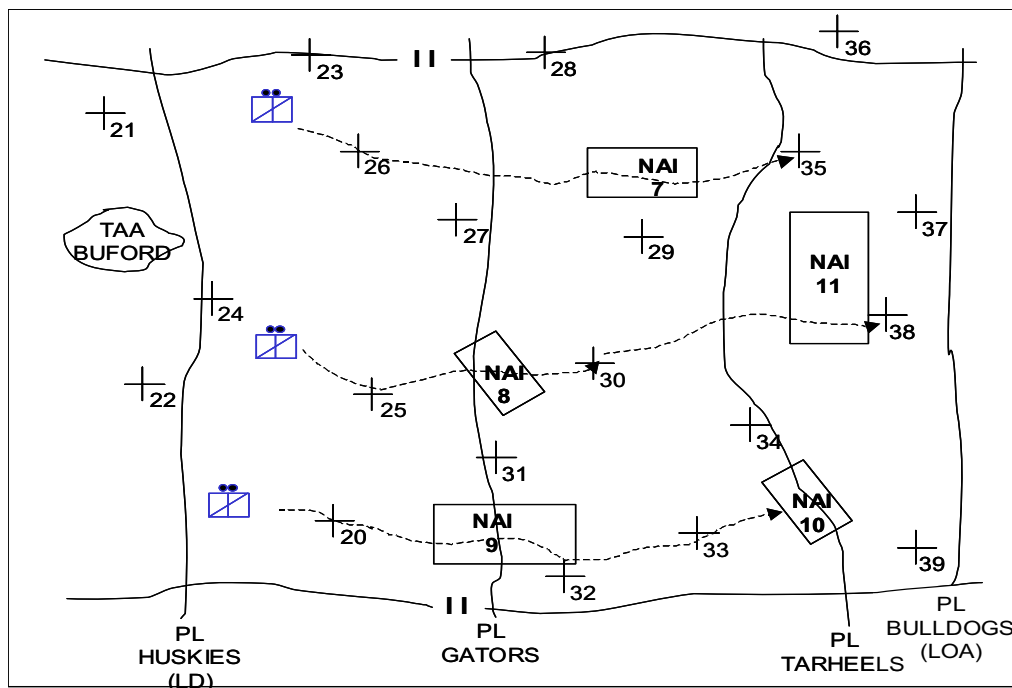 36
23
I I
28
21
26
35
NAI
7
27
29
37
TAA
BUFORD
NAI
11
24
38
30
NAI
8
22
25
34
31
NAI
10
NAI
9
20
33
39
32
I I
PL
HUSKIES
(LD)
PL
GATORS
PL
TARHEELS
PL
BULLDOGS
(LOA)